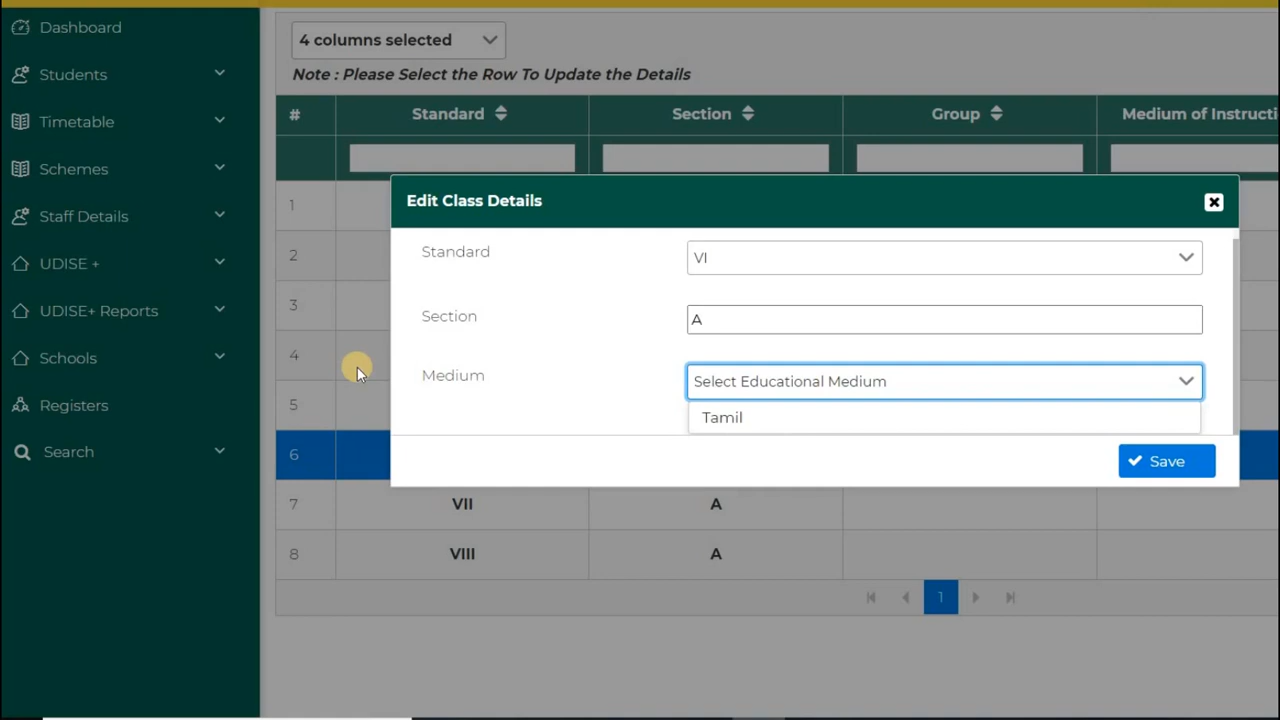 Dashboard
4 columns selected
Note : Please Select the Row To Update the Details
Students
Timetable
Schemes
Staff Details
UDISE +
UDISE+ Reports
Schools
Registers
Search
# Standard Section Group Medium of Instructi
1
2
3
4
5
6
Edit Class Details
Standard VI
Section A
Medium Select Educational Medium
Tamil
Save
7 VII A
8 VIII A
1